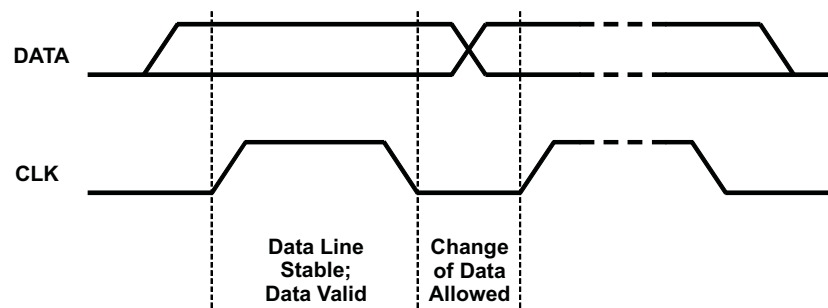 DATA
CLK
Data Line
Stable;
Data Valid
Change
of Data
Allowed